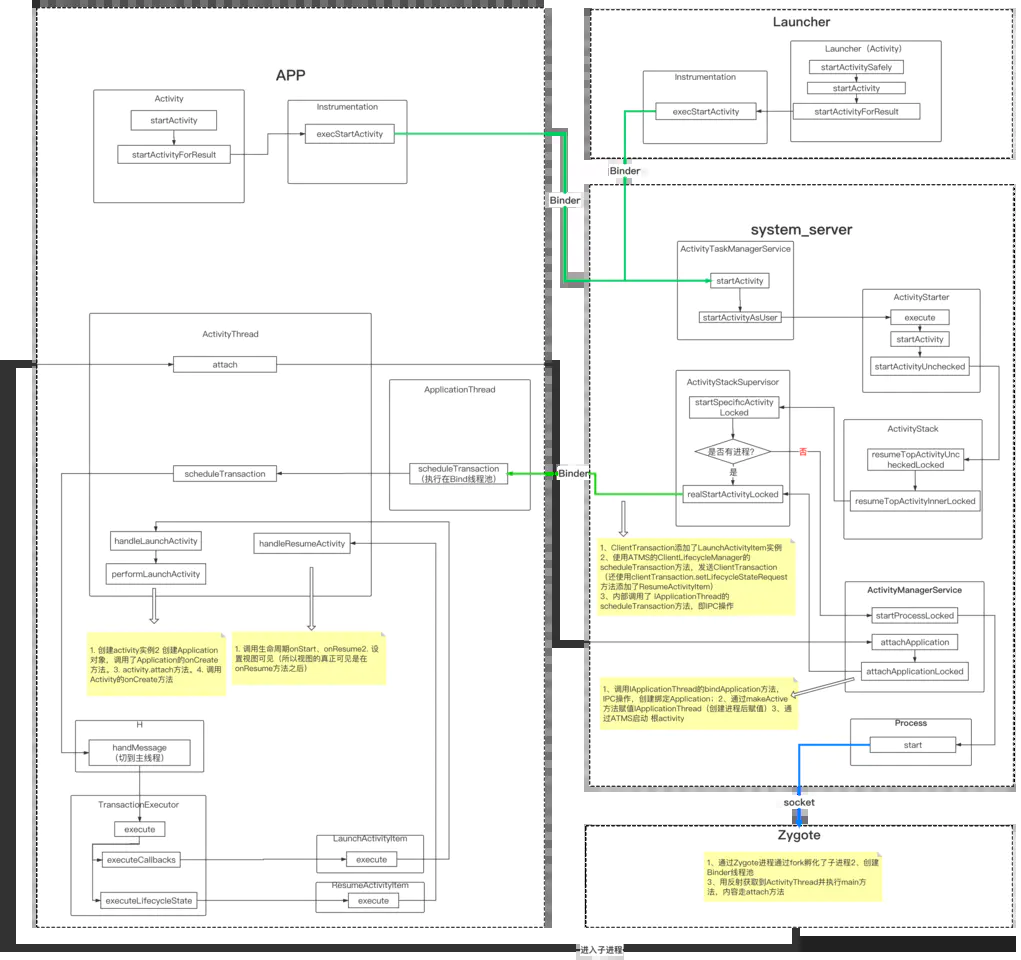 APP
Activity
startActivity
startActivityForResult
Instrumentation
execStartActivity
Binder
Launcher
Instrumentation
execStartActivity
Launcher（Activity）
startActivitySafely
startActivity
startActivityForResult
Binder
system_server
ActivityTaskManagerService
startActivity
startActivityAsUser
ActivityStarter
execute
startActivity
startActivityUnchecked
ActivityThread
attach
scheduleTransaction
handleLaunchActivity
performLaunchActivity
handleResumeActivity
ApplicationThread
scheduleTransaction
（执行在Bind线程池）
Binder
ActivityStackSupervisor
startSpecificActivity
Locked
是否有进程?
否
是
realStartActivityLocked
ActivityStack
resumeTopActivityUnc
heckedLocked
resumeTopActivityInnerLocked
1、ClientTransaction添加了LaunchActivityItem实例
2、使用ATMS的ClientLifecycleManager的
scheduleTransaction方法，发送ClientTransaction
（还使用clientTransaction.setLifecycleStateRequest
方法添加了ResumeActivityItem）
3、内部调用了 IApplicationThread的
scheduleTransaction方法，即IPC操作
ActivityManagerService
startProcessLocked
attachApplication
attachApplicationLocked
1. 创建activity实例2 创建Application
对象，调用了Application的onCreate
方法。3. activity.attach方法。4. 调用
Activity的onCreate方法
1. 调用生命周期onStart、onResume2. 设
置视图可见（所以视图的真正可见是在
onResume方法之后）
1、调用IApplicationThread的bindApplication方法，
IPC操作，创建绑定Application；2、通过makeActive
方法赋值IApplicationThread（创建进程后赋值）3、通
过ATMS启动 根activity
Process
start
H
handMessage
（切到主线程）
TransactionExecutor
execute
executeCallbacks
executeLifecycleState
LaunchActivityItem
execute
ResumeActivityItem
execute
socket
Zygote
1、通过Zygote进程通过fork孵化了子进程2、创建
Binder线程池
3、用反射获取到ActivityThread并执行main方
法，内容走attach方法
进入子进程